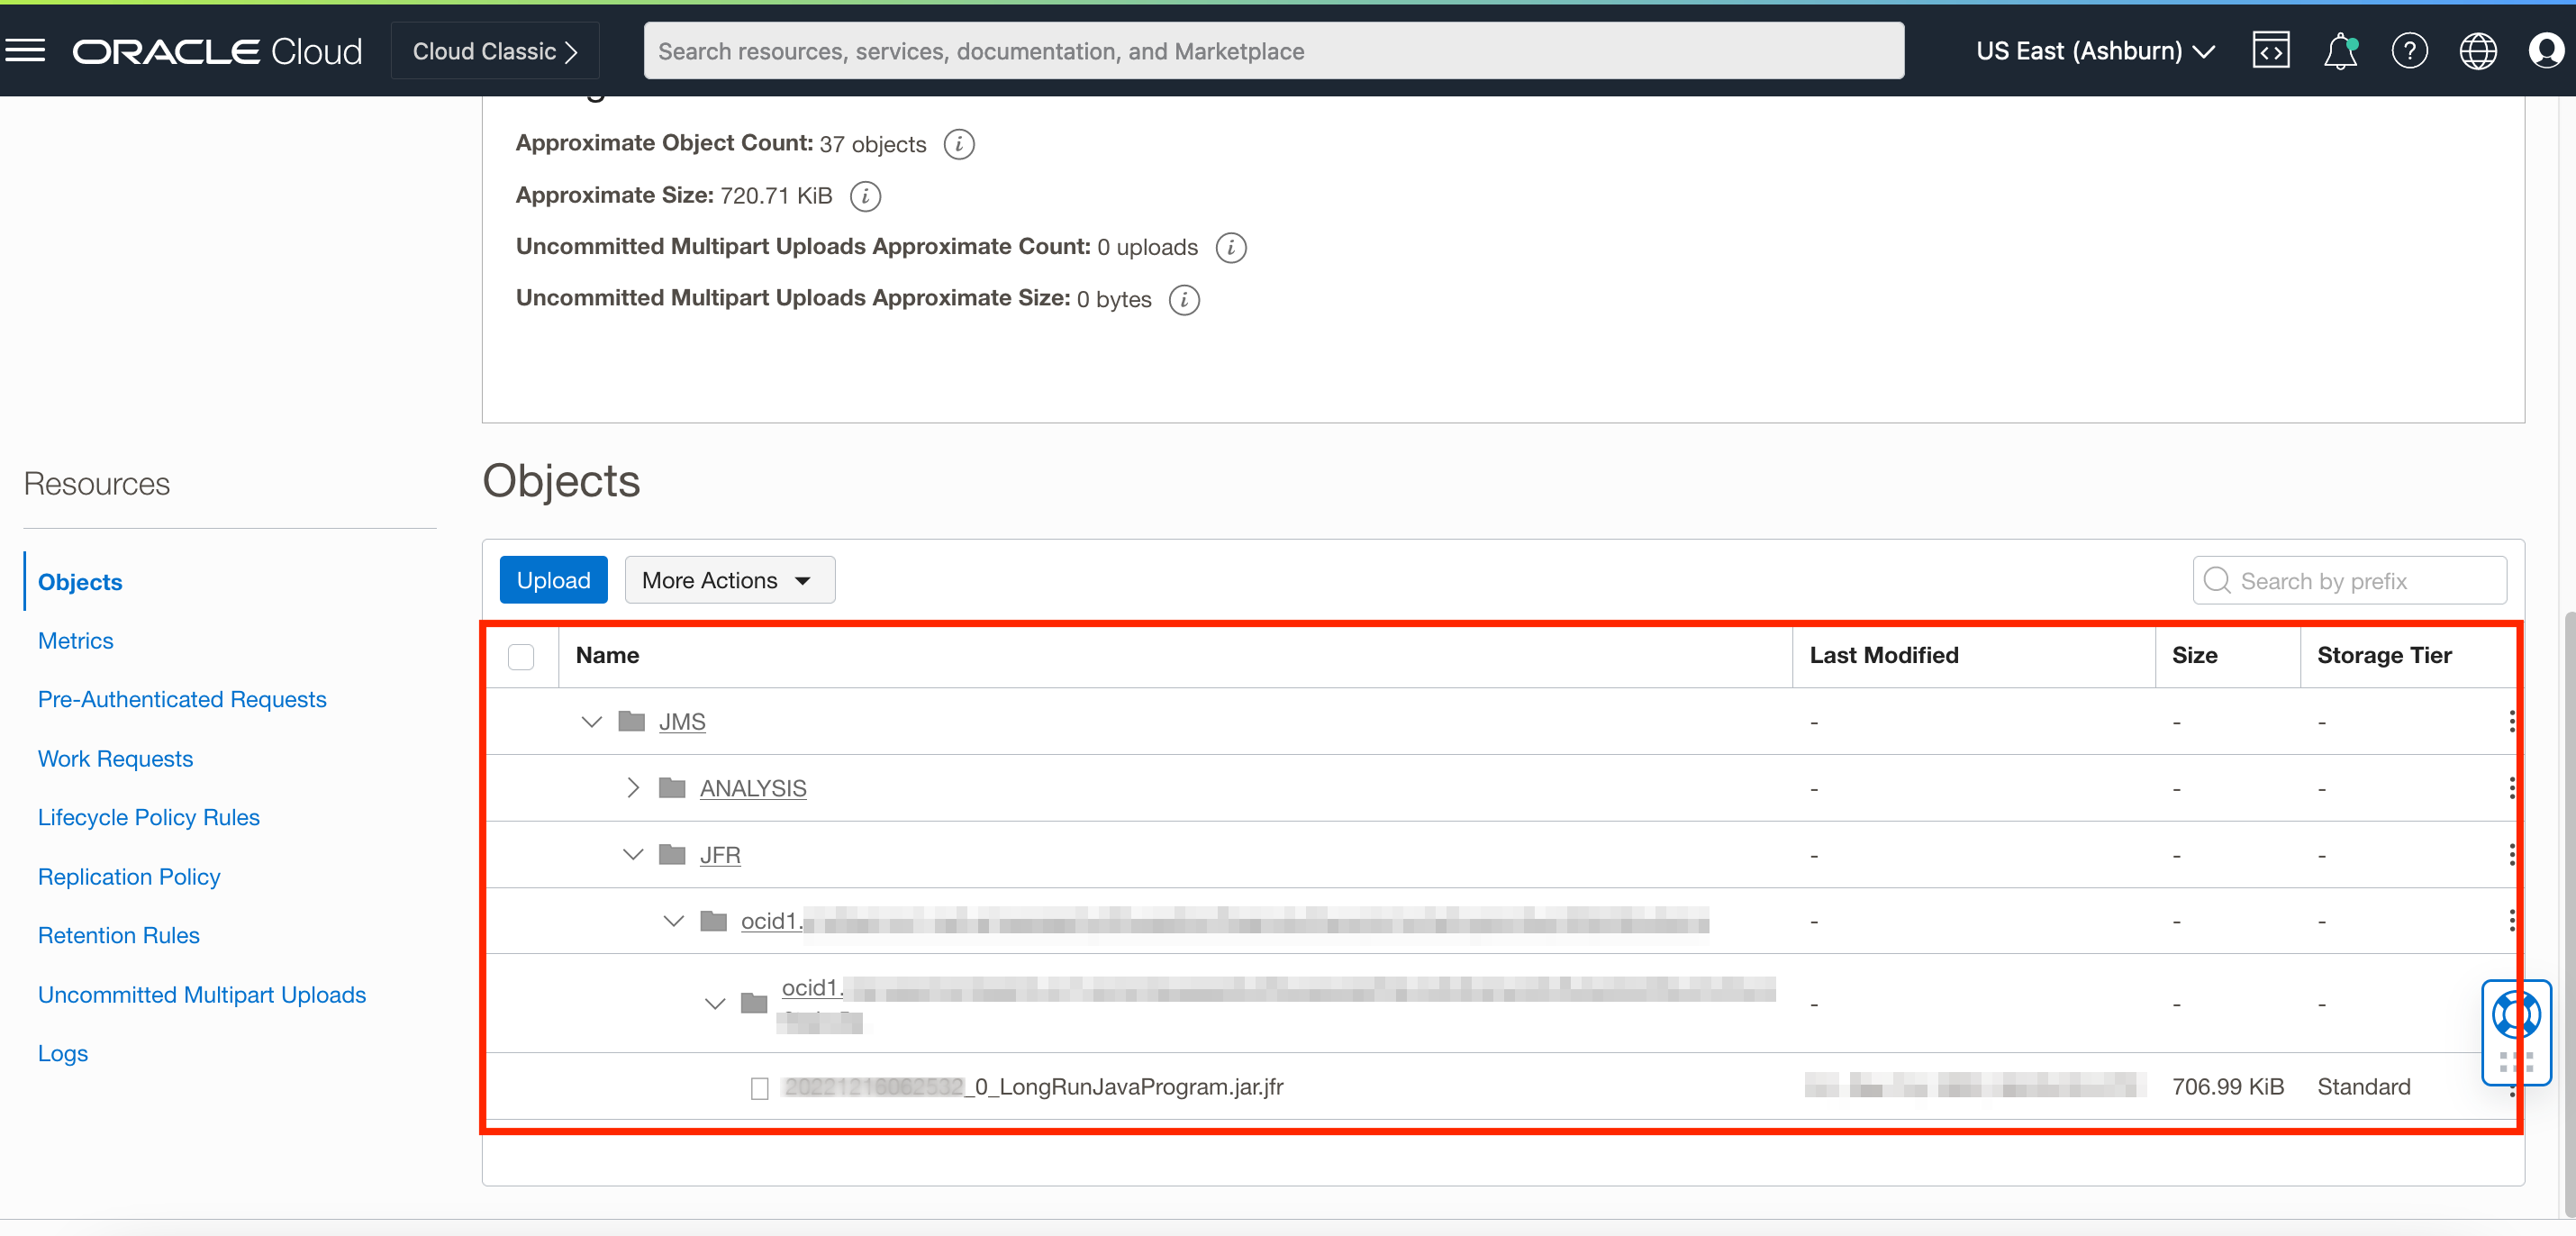 ORACLE Cloud
Cloud Classic
Search resources, services, documentation, and Marketplace
US East (Ashburn)
Approximate Object Count: 37 objects
Approximate Size: 720.71 KiB
Uncommitted Multipart Uploads Approximate Count: 0 uploads
Uncommitted Multipart Uploads Approximate Size: 0 bytes
Resources
Objects
Metrics
Pre-Authenticated Requests
Work Requests
Lifecycle Policy Rules
Replication Policy
Retention Rules
Uncommitted Multipart Uploads
Logs
Objects
Upload
More Actions
Search by prefix
Name Last Modified Size Storage Tier
JMS - - -
ANALYSIS - - -
JFR - - -
ocid1. - - -
ocid1. - - -
_0_LongRunJavaProgram.jar.jfr 706.99 KiB Standard